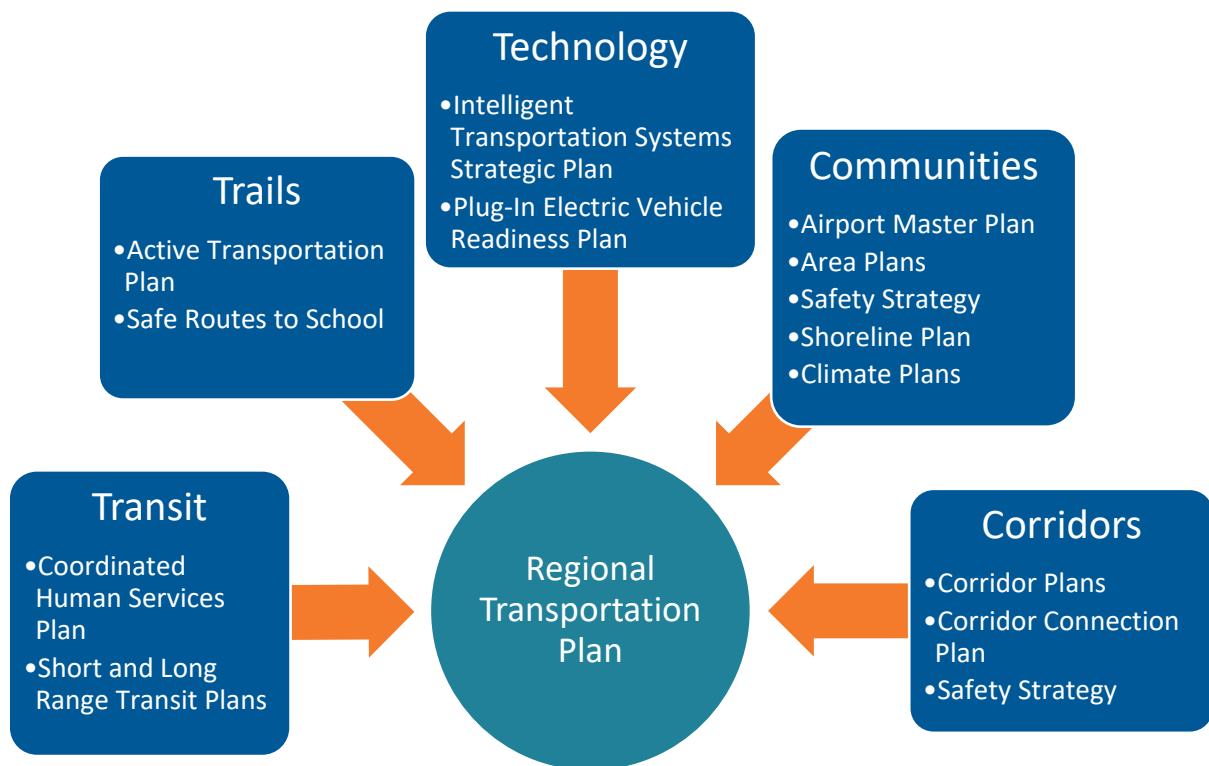 Technology
•Intelligent
Transportation Systems
Strategic Plan
•Plug-In Electric Vehicle
Readiness Plan
Trails
•Active Transportation
Plan
•Safe Routes to School
Communities
•Airport Master Plan
•Area Plans
•Safety Strategy
•Shoreline Plan
•Climate Plans
Transit
•Coordinated
Human Services
Plan
•Short and Long
Range Transit Plans
Regional
Transportation
Plan
Corridors
•Corridor Plans
•Corridor Connection
Plan
•Safety Strategy